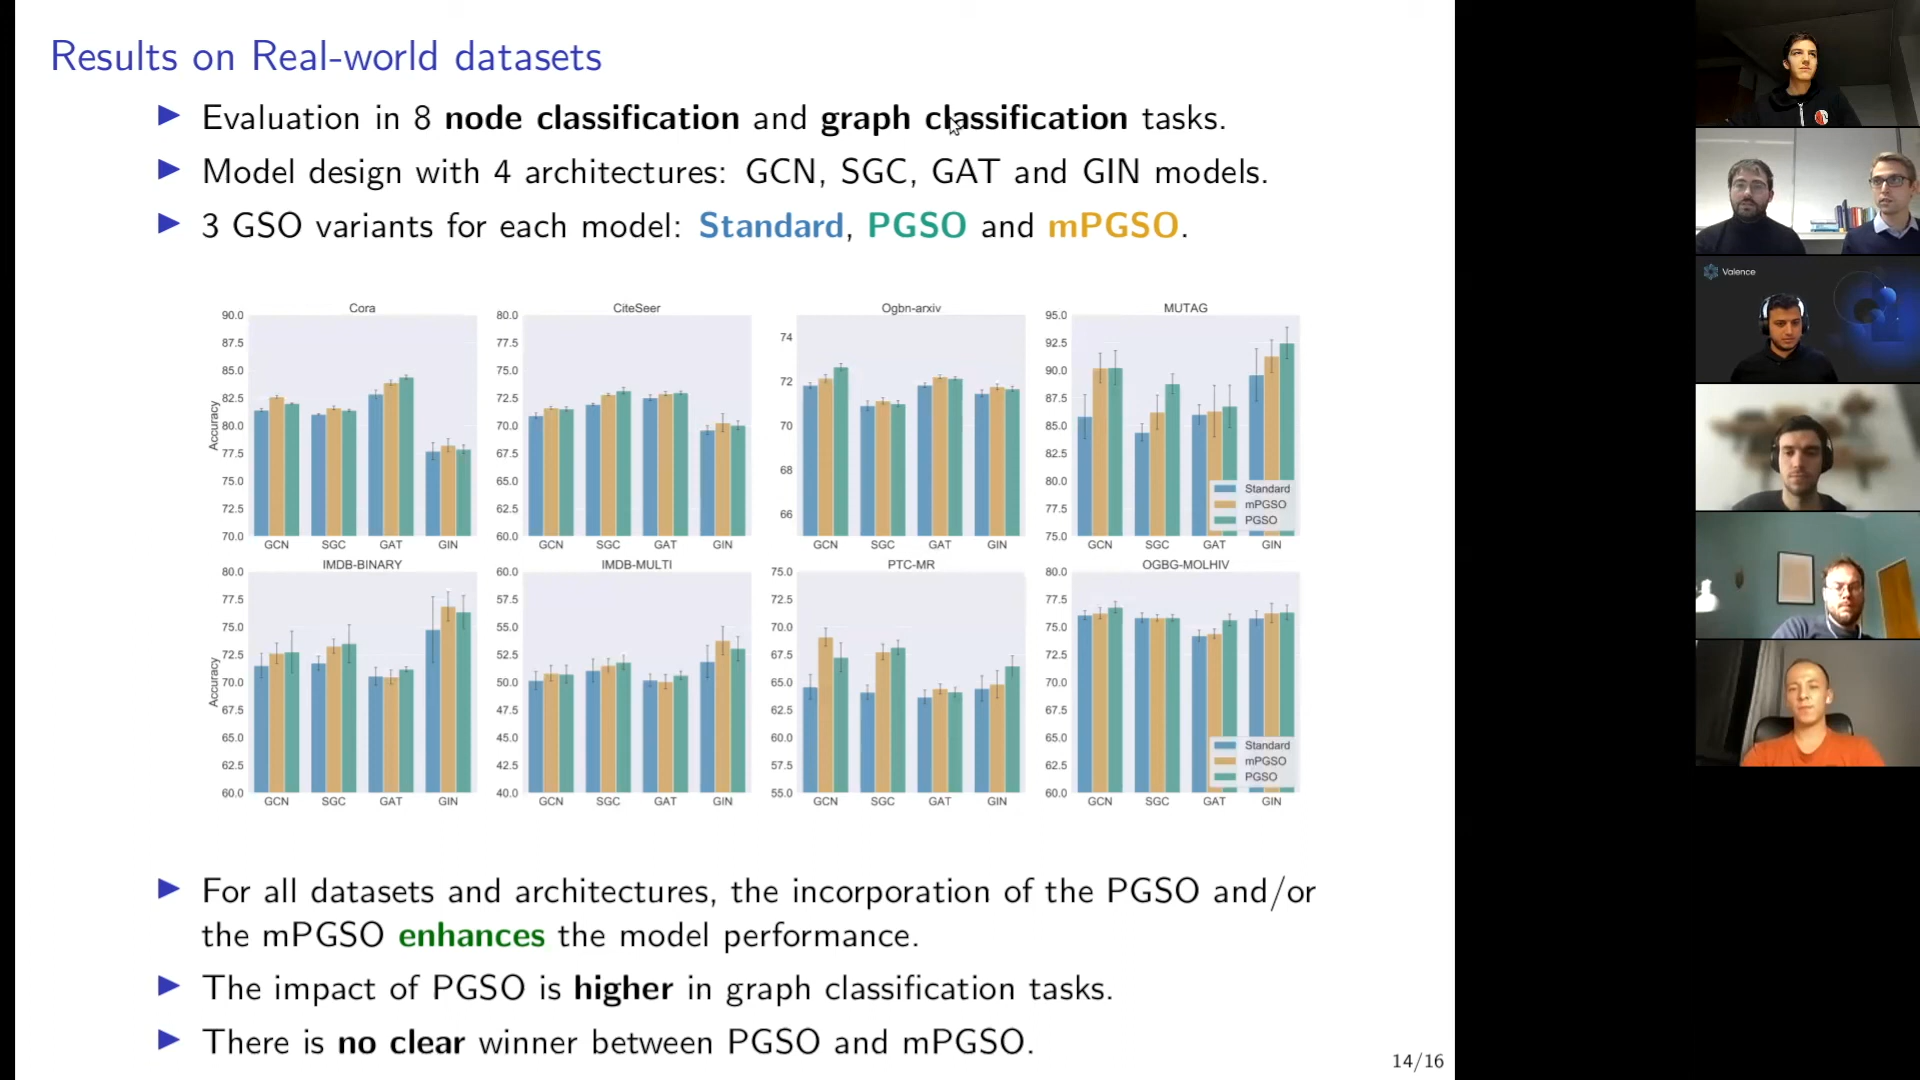 Results on Real-world datasets
Evaluation in 8 node classification and graph classification tasks.
Model design with 4 architectures: GCN, SGC, GAT and GIN models.
3 GSO variants for each model: Standard, PGSO and mPGSO.
Cora
90.0
87.5
85.0
82.5
80.0
77.5
75.0
72.5
70.0
Accuracy
GCN SGC GAT GIN
CiteSeer
80.0
77.5
75.0
72.5
70.0
67.5
65.0
62.5
60.0
GCN SGC GAT GIN
Ogbn-arxiv
74
72
70
68
66
GCN SGC GAT GIN
MUTAG
95.0
92.5
90.0
87.5
85.0
82.5
80.0
77.5
75.0
Standard
mPGSO
PGSO
GCN SGC GAT GIN
IMDB-BINARY
80.0
77.5
75.0
72.5
70.0
67.5
65.0
62.5
60.0
Accuracy
GCN SGC GAT GIN
IMDB-MULTI
60.0
57.5
55.0
52.5
50.0
47.5
45.0
42.5
40.0
GCN SGC GAT GIN
PTC-MR
75.0
72.5
70.0
67.5
65.0
62.5
60.0
57.5
55.0
GCN SGC GAT GIN
OGBG-MOLHIV
80.0
77.5
75.0
72.5
70.0
67.5
65.0
62.5
60.0
Standard
mPGSO
PGSO
GCN SGC GAT GIN
For all datasets and architectures, the incorporation of the PGSO and/or
the mPGSO enhances the model performance.
The impact of PGSO is higher in graph classification tasks.
There is no clear winner between PGSO and mPGSO.
14/16
Valence